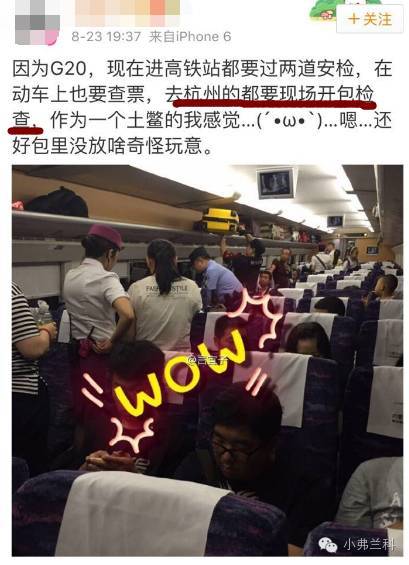 8-23 19:37 来自iPhone 6
+关注
因为G20，现在进高铁站都要过两道安检，在
动车上也要查票，去杭州的都要现场开包检
查，作为一个土鳖的我感觉...(´•ω•`)...嗯...还
好包里没放啥奇怪玩意。
WOW
小弗兰科